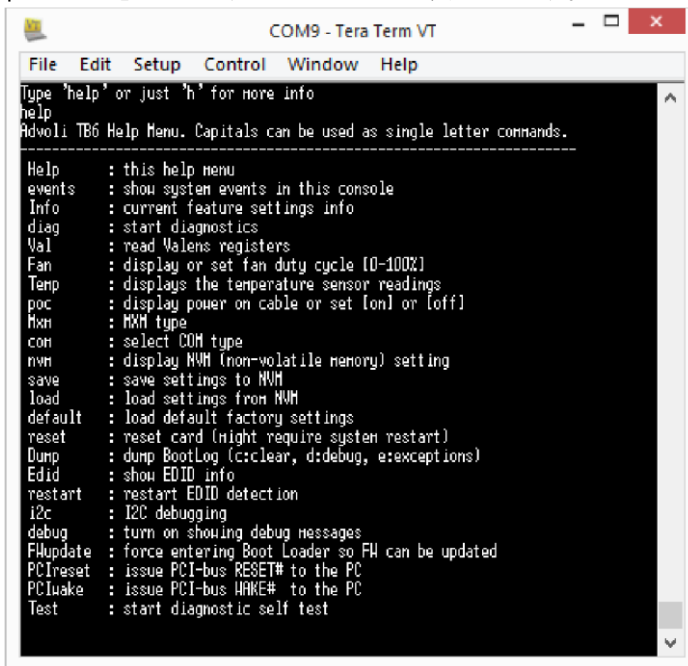 COM9 - Tera Term VT
File Edit Setup Control Window Help
Type 'help' or just 'h' for more info
help
Advoli TB6 Help Menu. Capitals can be used as single letter commands.
--------------------------------------------------------------------
Help : this help menu
events : show system events in this console
Info : current feature settings info
diag : start diagnostics
Val : read Valens registers
Fan : display or set fan duty cycle [0-100%]
Temp : displays the temperature sensor readings
poc : display power on cable or set [on] or [off]
Mxm : MXM type
com : select COM type
nvm : display NVM (non-volatile memory) setting
save : save settings to NVM
load : load settings from NVM
default : load default factory settings
reset : reset card (might require system restart)
Dump : dump BootLog (c:clear, d:debug, e:exceptions)
Edid : show EDID info
restart : restart EDID detection
i2c : I2C debugging
debug : turn on showing debug messages
FWupdate : force entering Boot Loader so FW can be updated
PCIreset : issue PCI-bus RESET# to the PC
PCIwake : issue PCI-bus WAKE# to the PC
Test : start diagnostic self test